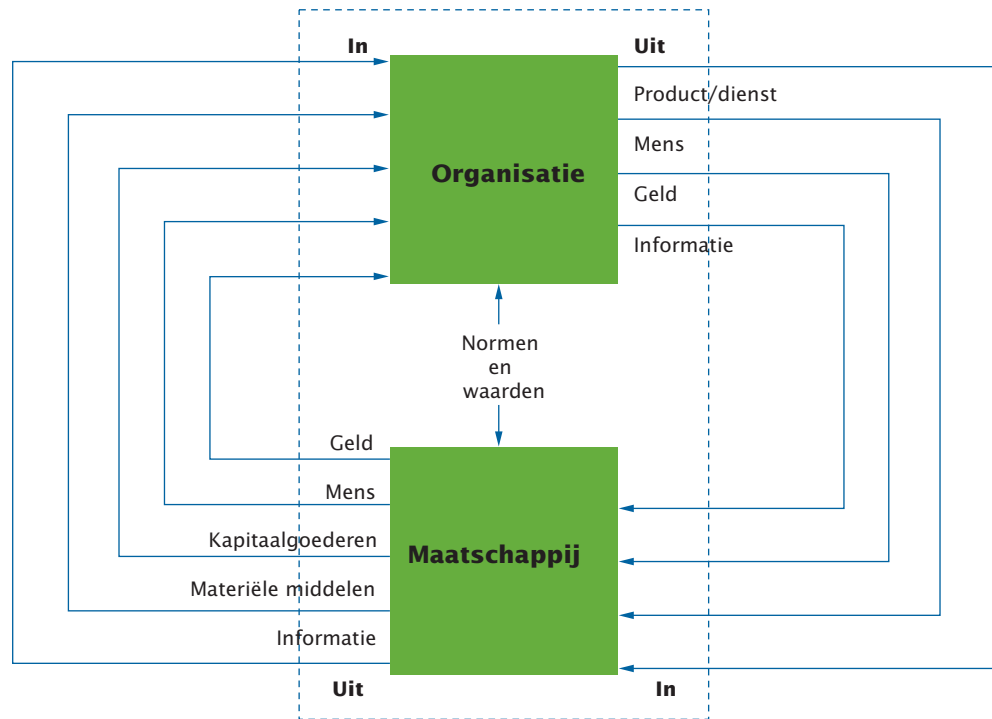 In
Uit
Product/dienst
Organisatie
Mens
Geld
Informatie
Normen
en
waarden
Geld
Mens
Kapitaalgoederen
Maatschappij
Materiële middelen
Informatie
Uit
In